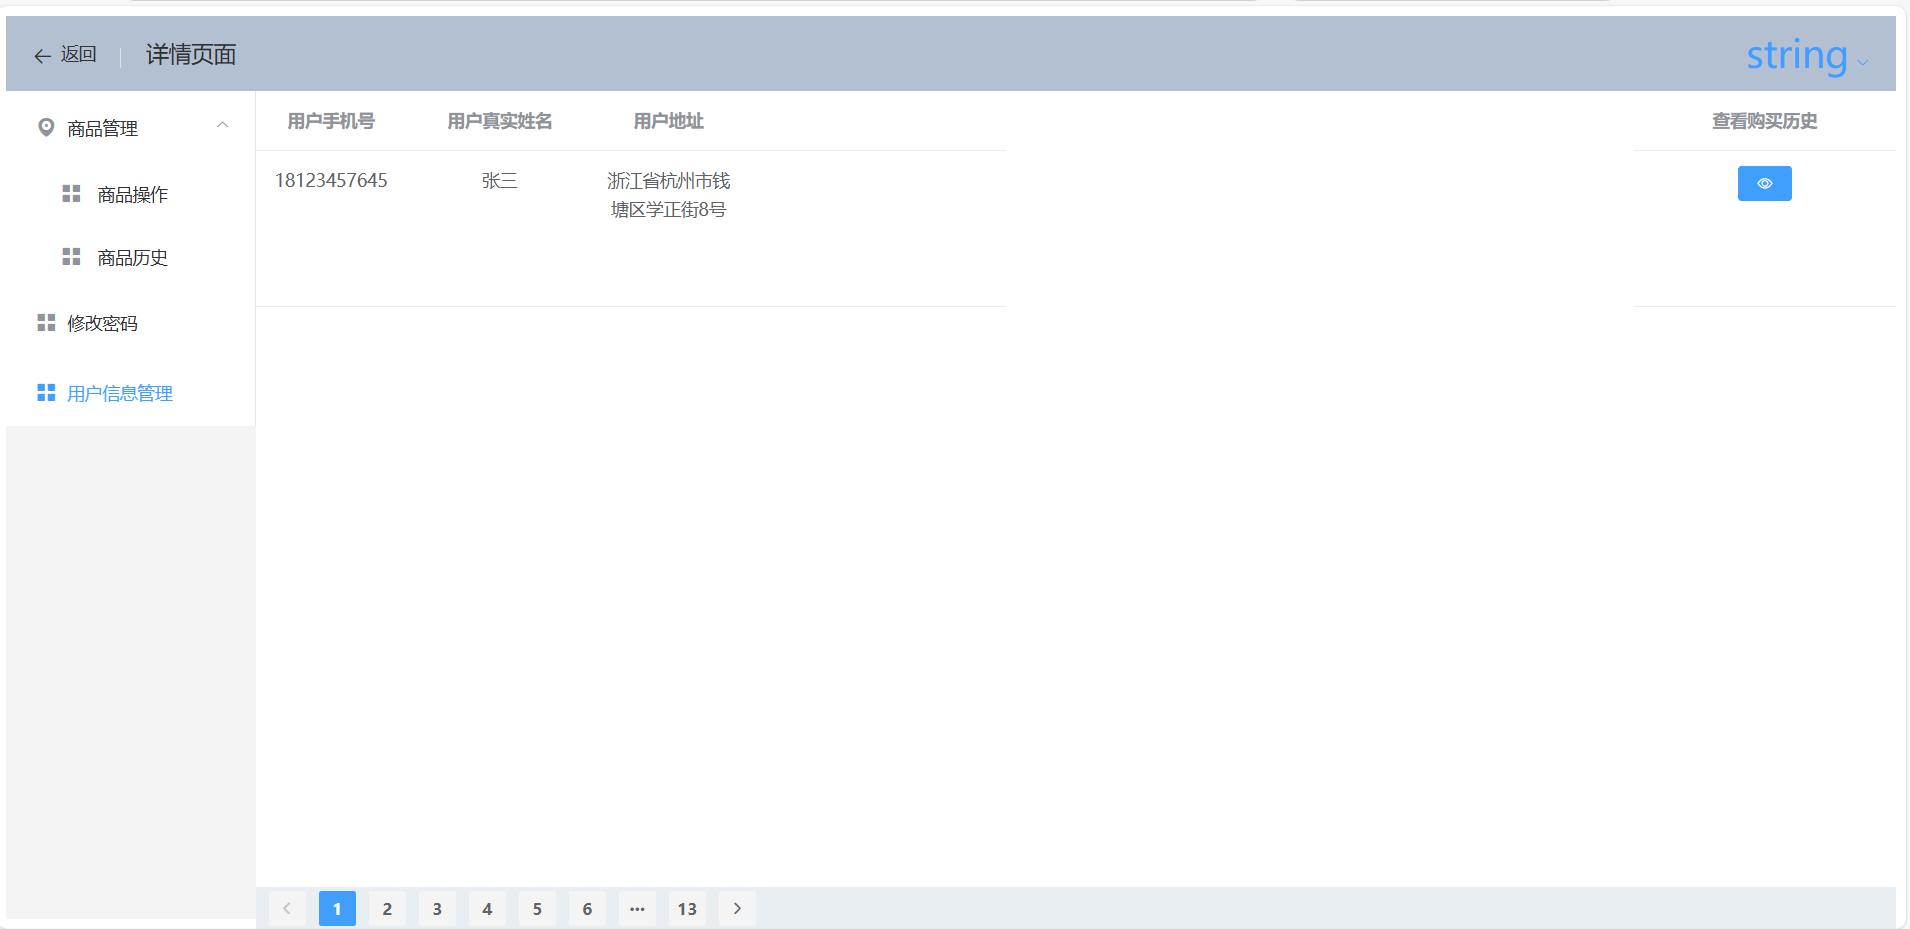 返回
详情页面
string
商品管理
商品操作
商品历史
修改密码
用户信息管理
用户手机号 用户真实姓名 用户地址 查看购买历史
18123457645 张三 浙江省杭州市钱
塘区学正街8号
1 2 3 4 5 6 ··· 13